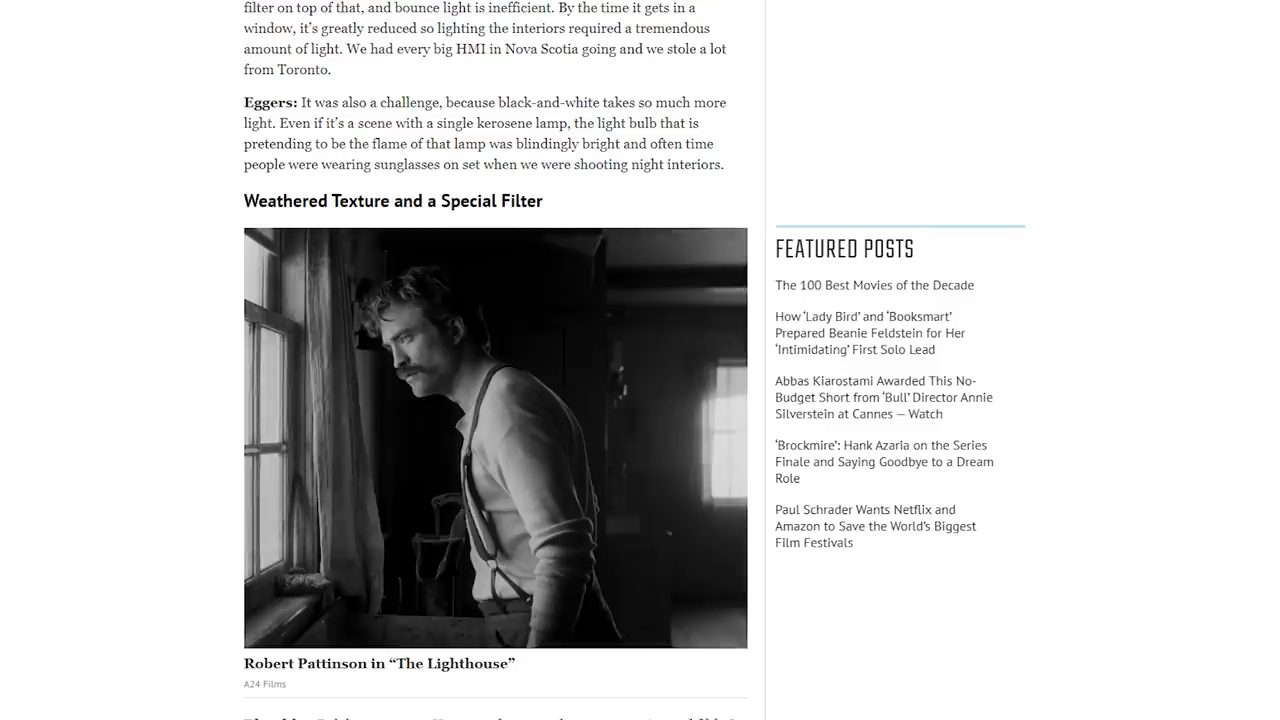 filter on top of that, and bounce light is inefficient. By the time it gets in a
window, it's greatly reduced so lighting the interiors required a tremendous
amount of light. We had every big HMI in Nova Scotia going and we stole a lot
from Toronto.
Eggers: It was also a challenge, because black-and-white takes so much more
light. Even if it's a scene with a single kerosene lamp, the light bulb that is
pretending to be the flame of that lamp was blindingly bright and often time
people were wearing sunglasses on set when we were shooting night interiors.
Weathered Texture and a Special Filter
Robert Pattinson in “The Lighthouse”
A24 Films
FEATURED POSTS
The 100 Best Movies of the Decade
How ‘Lady Bird’ and ‘Booksmart’
Prepared Beanie Feldstein for Her
‘Intimidating’ First Solo Lead
Abbas Kiarostami Awarded This No-
Budget Short from ‘Bull’ Director Annie
Silverstein at Cannes — Watch
‘Brockmire’: Hank Azaria on the Series
Finale and Saying Goodbye to a Dream
Role
Paul Schrader Wants Netflix and
Amazon to Save the World's Biggest
Film Festivals